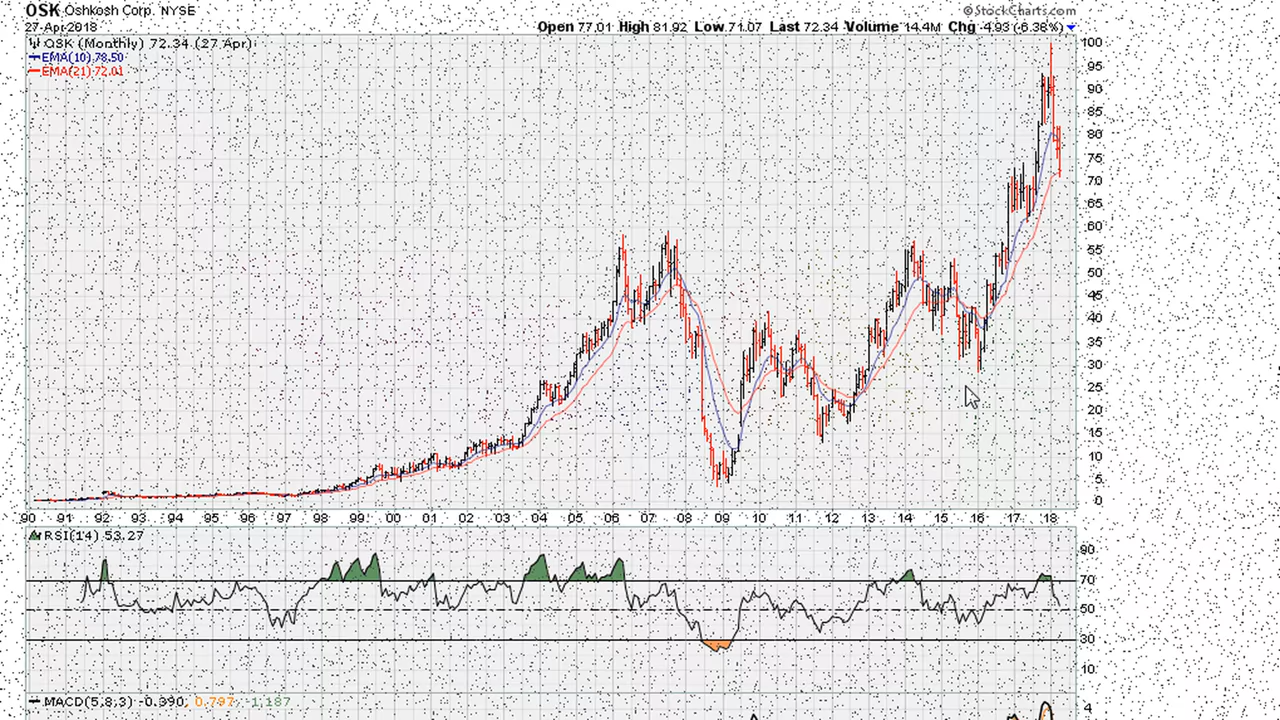 OSK Oshkosh Corp. NYSE
©StockCharts.com
27-Apr-2018
Open 77.01 High 81.92 Low 71.07 Last 72.34 Volume 14.4M Chg -4.93 (-6.38%)
OSK (Monthly) 72.34 (27 Apr)
EMA(10) 78.50
EMA(21) 72.01
100
95
90
85
80
75
70
65
60
55
50
45
40
35
30
25
20
15
10
5
0
90 91 92 93 94 95 96 97 98 99 00 01 02 03 04 05 06 07 08 09 10 11 12 13 14 15 16 17 18
RSI(14) 53.27
90
70
50
30
10
MACD(5,8,3) -0.390, 0.797, -1.187
4